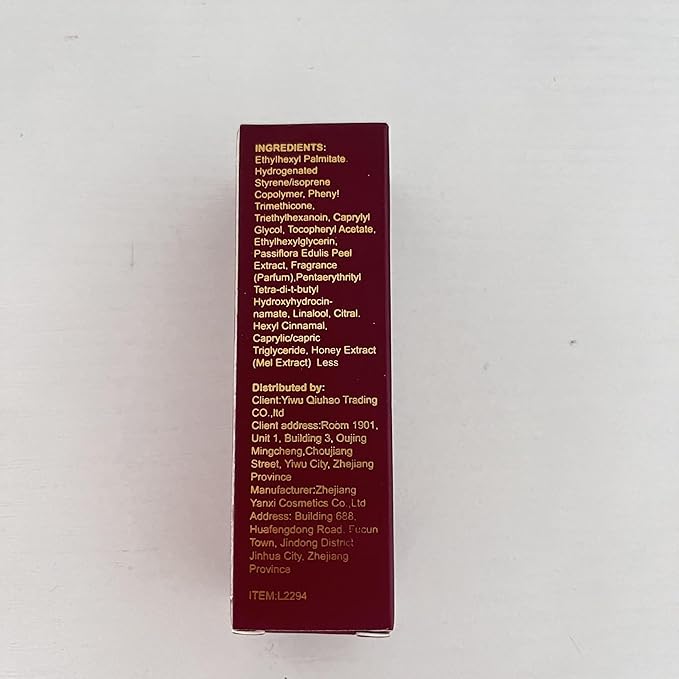 INGREDIENTS:
Ethylhexyl Palmitate.
Hydrogenated
Styrene/isoprene
Copolymer, Phenyl
Trimethicone,
Triethylhexanoin, Caprylyl
Glycol, Tocopheryl Acetate,
Ethylhexylglycerin,
Passiflora Edulis Peel
Extract, Fragrance
(Parfum),Pentaerythrityl
Tetra-di-t-butyl
Hydroxyhydrocin-
namate, Linalool, Citral.
Hexyl Cinnamal,
Caprylic/capric
Triglyceride, Honey Extract
(Mel Extract) Less
Distributed by:
Client:Yiwu Qiuhao Trading
CO.,ltd
Client address:Room 1901,
Unit 1, Building 3, Oujing
Mingcheng,Choujiang
Street, Yiwu City, Zhejiang
Province
Manufacturer:Zhejiang
Yanxi Cosmetics Co.,Ltd
Address: Building 688,
Huafengdong Road, Fucun
Town, Jindong District
Jinhua City, Zhejiang
Province
ITEM:L2294